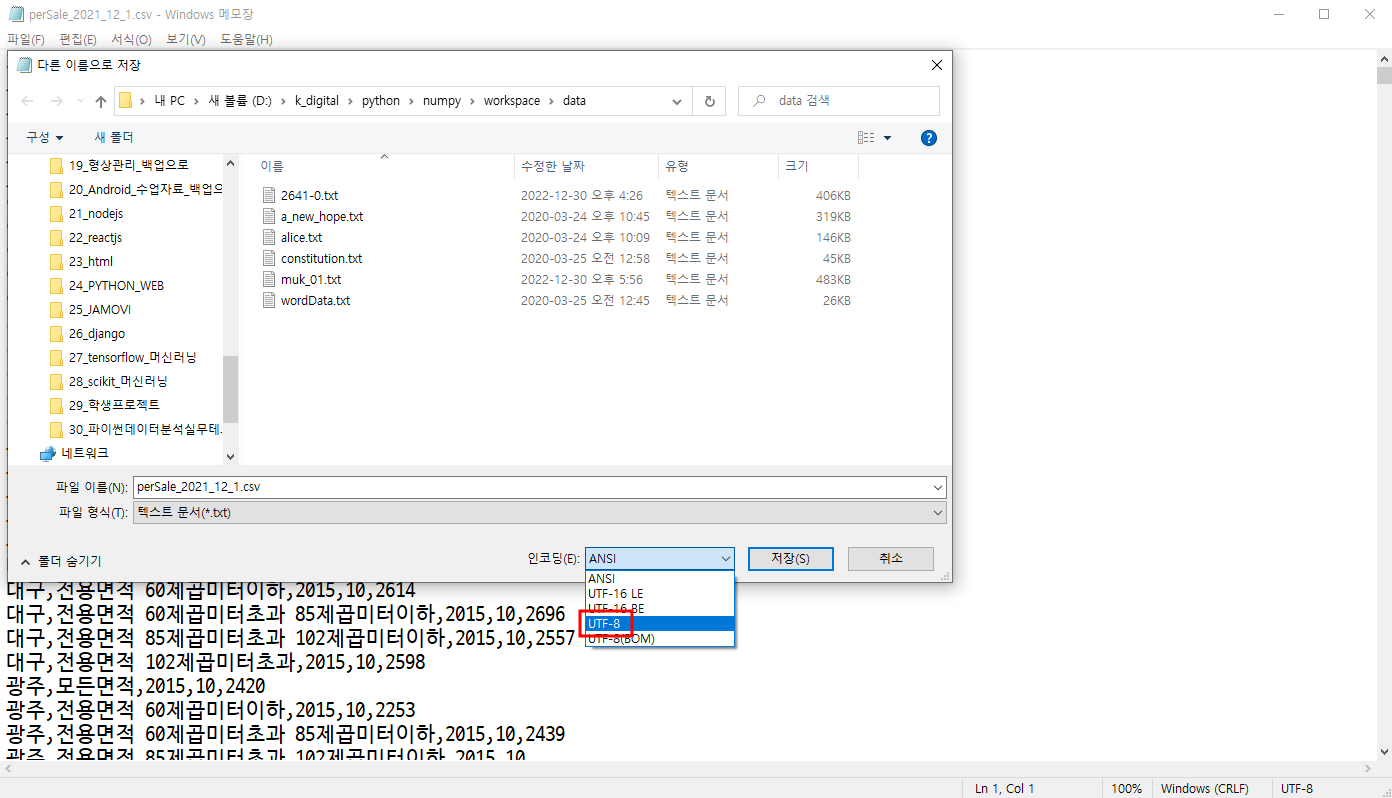 perSale_2021_12_1.csv - Windows 메모장
파일(F) 편집(E) 서식(O) 보기(V) 도움말(H)
다른 이름으로 저장
내 PC › 새 볼륨 (D:) › k_digital › python › numpy › workspace › data
data 검색
구성 새 폴더
이름 수정한 날짜 유형 크기
19_형상관리_백업으로
20_Android_수업자료_백업으
21_nodejs
22_reactjs
23_html
24_PYTHON_WEB
25_JAMOVI
26_django
27_tensorflow_머신러닝
28_scikit_머신러닝
29_학생프로젝트
30_파이썬데이터분석실무테.
네트워크
2641-0.txt 2022-12-30 오후 4:26 텍스트 문서 406KB
a_new_hope.txt 2020-03-24 오후 10:45 텍스트 문서 319KB
alice.txt 2020-03-24 오후 10:09 텍스트 문서 146KB
constitution.txt 2020-03-25 오전 12:58 텍스트 문서 45KB
muk_01.txt 2022-12-30 오후 5:56 텍스트 문서 483KB
wordData.txt 2020-03-25 오전 12:45 텍스트 문서 26KB
파일 이름(N): perSale_2021_12_1.csv
파일 형식(T): 텍스트 문서(*.txt)
폴더 숨기기
인코딩(E): ANSI 저장(S) 취소
ANSI
UTF-16 LE
UTF-16 BE
UTF-8
UTF-8(BOM)
대구,전용면적 60제곱미터이하,2015,10,2614
대구,전용면적 60제곱미터초과 85제곱미터이하,2015,10,2696
대구,전용면적 85제곱미터초과 102제곱미터이하,2015,10,2557
대구,전용면적 102제곱미터초과,2015,10,2598
광주,모든면적,2015,10,2420
광주,전용면적 60제곱미터이하,2015,10,2253
광주,전용면적 60제곱미터초과 85제곱미터이하,2015,10,2439
광주,전용면적 85제곱미터초과 102제곱미터이하,2015,10,
Ln 1, Col 1 100% Windows (CRLF) UTF-8